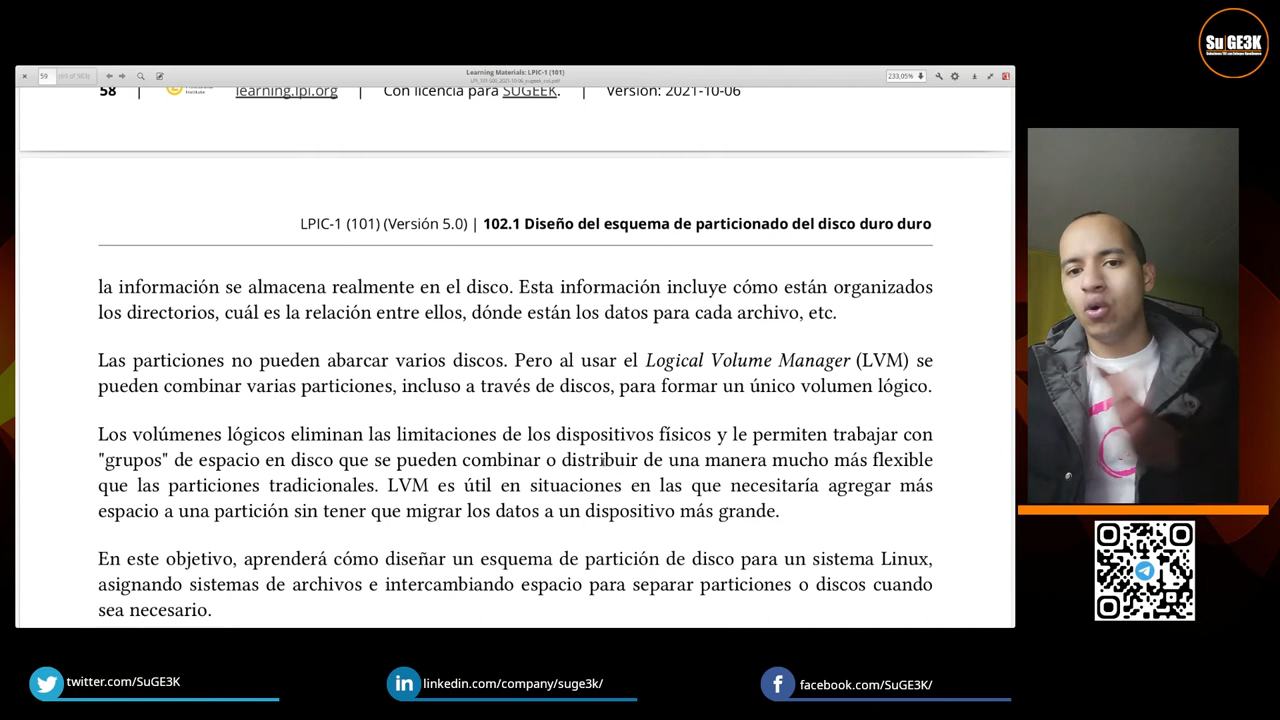 SuGE3K
59
(69 of 983)
Learning Materials: LPIC-1 (101)
233,05%
58 | learning.lpi.org | Con licencia para SUGEEK. | Versión: 2021-10-06
LPIC-1 (101) (Versión 5.0) | 102.1 Diseño del esquema de particionado del disco duro duro
la información se almacena realmente en el disco. Esta información incluye cómo están organizados
los directorios, cuál es la relación entre ellos, dónde están los datos para cada archivo, etc.
Las particiones no pueden abarcar varios discos. Pero al usar el Logical Volume Manager (LVM) se
pueden combinar varias particiones, incluso a través de discos, para formar un único volumen lógico.
Los volúmenes lógicos eliminan las limitaciones de los dispositivos físicos y le permiten trabajar con
"grupos" de espacio en disco que se pueden combinar o distribuir de una manera mucho más flexible
que las particiones tradicionales. LVM es útil en situaciones en las que necesitaría agregar más
espacio a una partición sin tener que migrar los datos a un dispositivo más grande.
En este objetivo, aprenderá cómo diseñar un esquema de partición de disco para un sistema Linux,
asignando sistemas de archivos e intercambiando espacio para separar particiones o discos cuando
sea necesario.
twitter.com/SuGE3K
linkedin.com/company/suge3k/
facebook.com/SuGE3K/